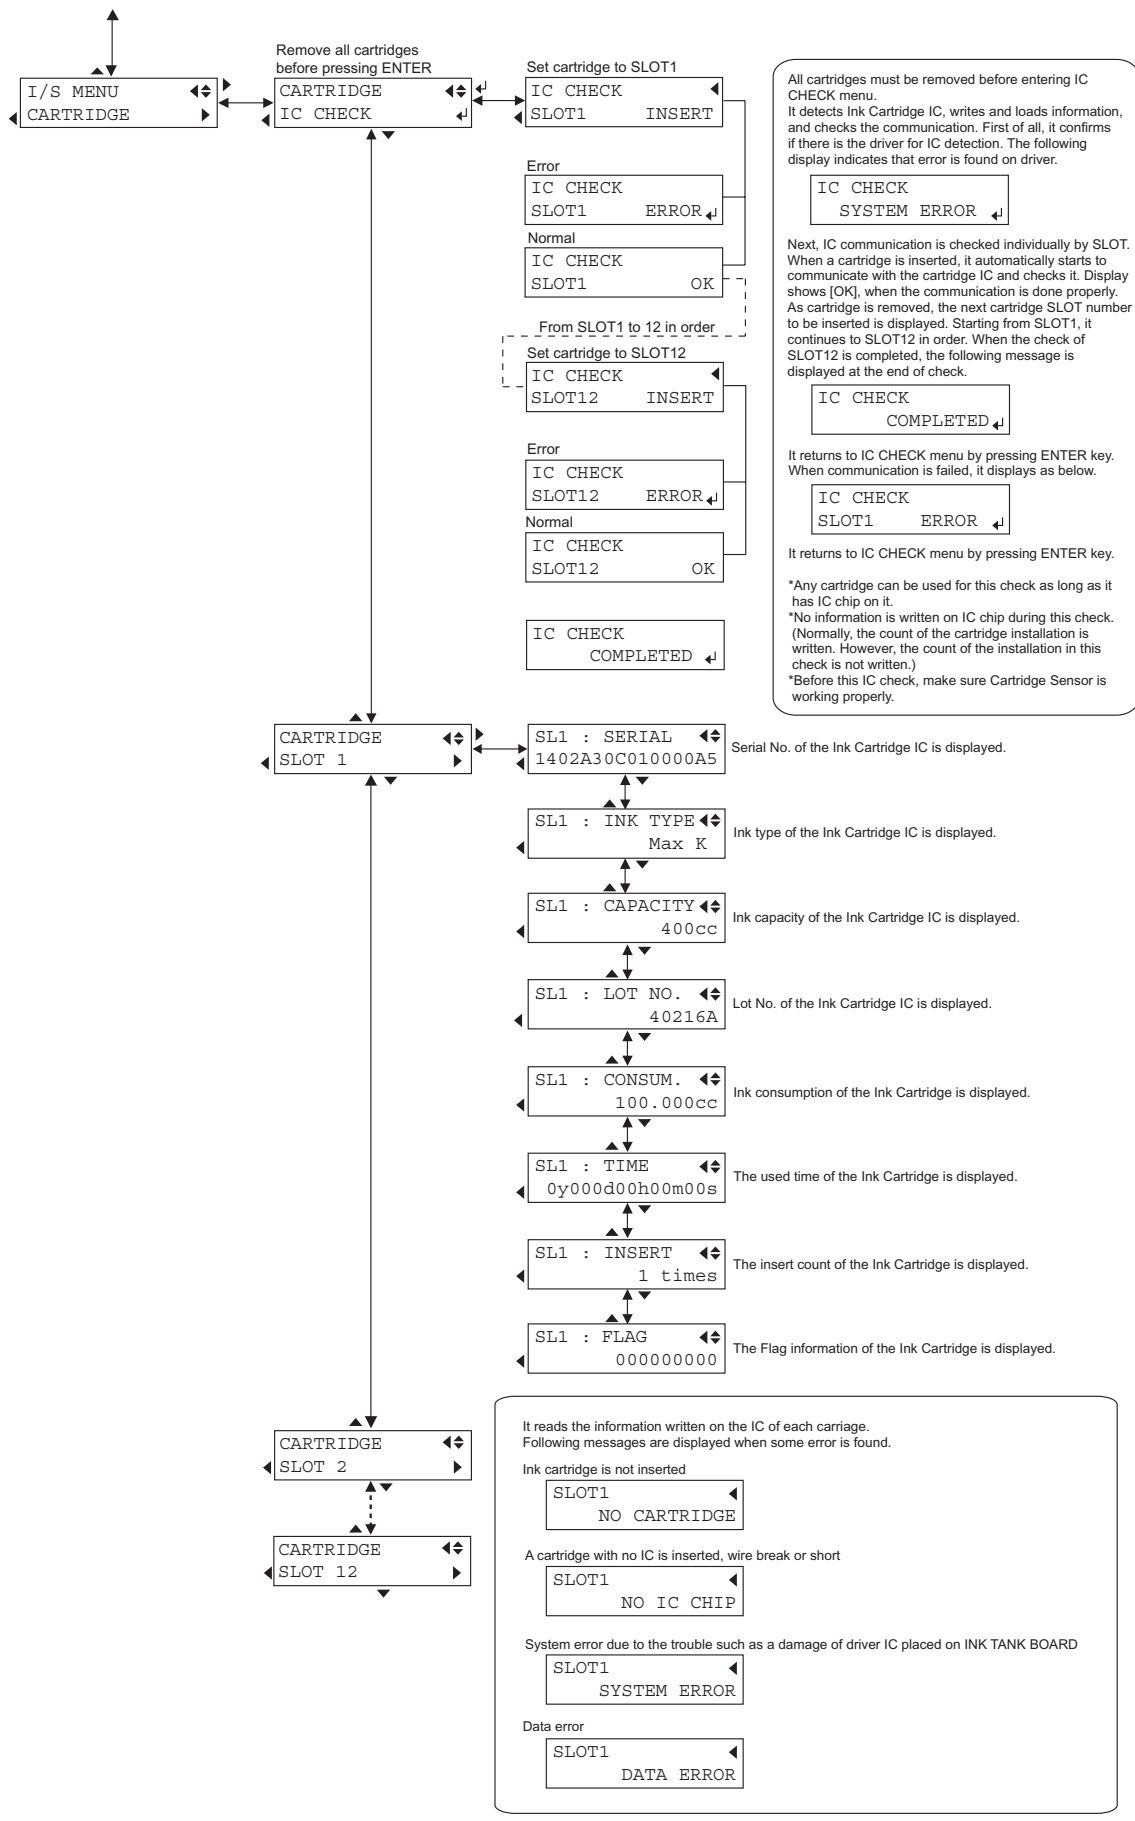 Remove all cartridges
before pressing ENTER
I/S MENU
CARTRIDGE
CARTRIDGE
IC CHECK
Set cartridge to SLOT1
IC CHECK
SLOT1 INSERT
Error
IC CHECK
SLOT1 ERROR
Normal
IC CHECK
SLOT1 OK
From SLOT1 to 12 in order
Set cartridge to SLOT12
IC CHECK
SLOT12 INSERT
Error
IC CHECK
SLOT12 ERROR
Normal
IC CHECK
SLOT12 OK
IC CHECK
COMPLETED
All cartridges must be removed before entering IC
CHECK menu.
It detects Ink Cartridge IC, writes and loads information,
and checks the communication. First of all, it confirms
if there is the driver for IC detection. The following
display indicates that error is found on driver.
IC CHECK
SYSTEM ERROR
Next, IC communication is checked individually by SLOT.
When a cartridge is inserted, it automatically starts to
communicate with the cartridge IC and checks it. Display
shows [OK], when the communication is done properly.
As cartridge is removed, the next cartridge SLOT number
to be inserted is displayed. Starting from SLOT1, it
continues to SLOT12 in order. When the check of
SLOT12 is completed, the following message is
displayed at the end of check.
IC CHECK
COMPLETED
It returns to IC CHECK menu by pressing ENTER key.
When communication is failed, it displays as below.
IC CHECK
SLOT1 ERROR
It returns to IC CHECK menu by pressing ENTER key.
*Any cartridge can be used for this check as long as it
has IC chip on it.
*No information is written on IC chip during this check.
(Normally, the count of the cartridge installation is
written. However, the count of the installation in this
check is not written.)
*Before this IC check, make sure Cartridge Sensor is
working properly.
CARTRIDGE
SLOT 1
SL1 : SERIAL
1402A30C010000A5
Serial No. of the Ink Cartridge IC is displayed.
SL1 : INK TYPE
Max K
Ink type of the Ink Cartridge IC is displayed.
SL1 : CAPACITY
400cc
Ink capacity of the Ink Cartridge IC is displayed.
SL1 : LOT NO.
40216A
Lot No. of the Ink Cartridge IC is displayed.
SL1 : CONSUM.
100.000cc
Ink consumption of the Ink Cartridge is displayed.
SL1 : TIME
0y000d00h00m00s
The used time of the Ink Cartridge is displayed.
SL1 : INSERT
1 times
The insert count of the Ink Cartridge is displayed.
SL1 : FLAG
000000000
The Flag information of the Ink Cartridge is displayed.
CARTRIDGE
SLOT 2
CARTRIDGE
SLOT 12
It reads the information written on the IC of each carriage.
Following messages are displayed when some error is found.
Ink cartridge is not inserted
SLOT1
NO CARTRIDGE
A cartridge with no IC is inserted, wire break or short
SLOT1
NO IC CHIP
System error due to the trouble such as a damage of driver IC placed on INK TANK BOARD
SLOT1
SYSTEM ERROR
Data error
SLOT1
DATA ERROR